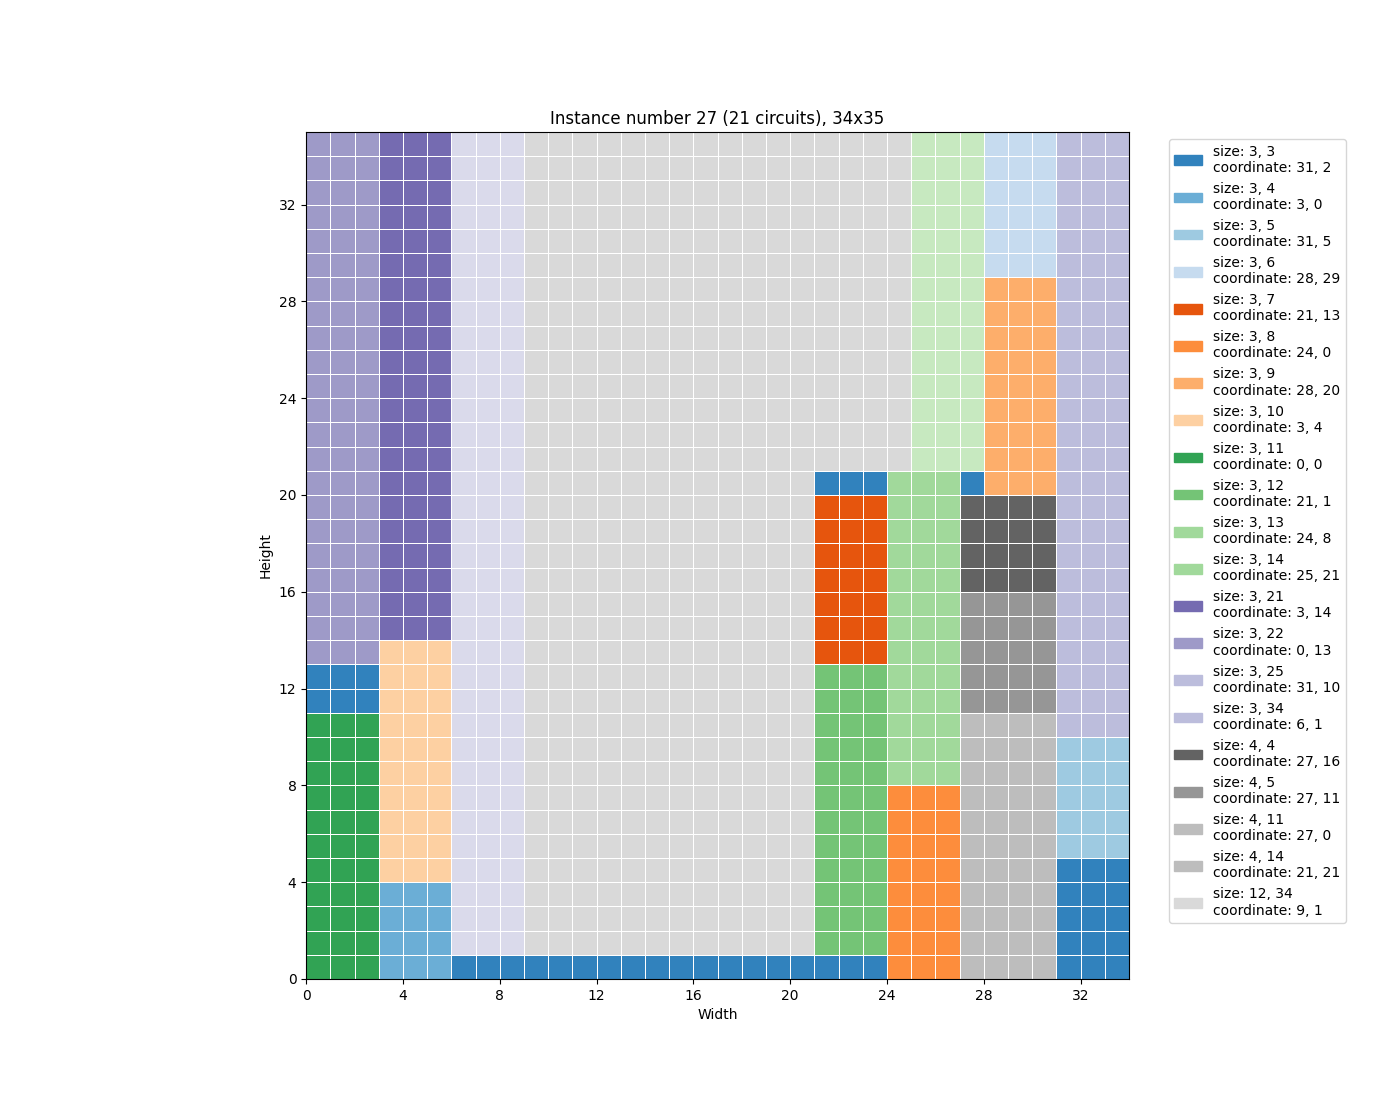 Instance number 27 (21 circuits), 34x35
32
28
24
20
16
12
8
4
0
Height
0 4 8 12 16 20 24 28 32
Width
size: 3, 3
coordinate: 31, 2
size: 3, 4
coordinate: 3, 0
size: 3, 5
coordinate: 31, 5
size: 3, 6
coordinate: 28, 29
size: 3, 7
coordinate: 21, 13
size: 3, 8
coordinate: 24, 0
size: 3, 9
coordinate: 28, 20
size: 3, 10
coordinate: 3, 4
size: 3, 11
coordinate: 0, 0
size: 3, 12
coordinate: 21, 1
size: 3, 13
coordinate: 24, 8
size: 3, 14
coordinate: 25, 21
size: 3, 21
coordinate: 3, 14
size: 3, 22
coordinate: 0, 13
size: 3, 25
coordinate: 31, 10
size: 3, 34
coordinate: 6, 1
size: 4, 4
coordinate: 27, 16
size: 4, 5
coordinate: 27, 11
size: 4, 11
coordinate: 27, 0
size: 4, 14
coordinate: 21, 21
size: 12, 34
coordinate: 9, 1